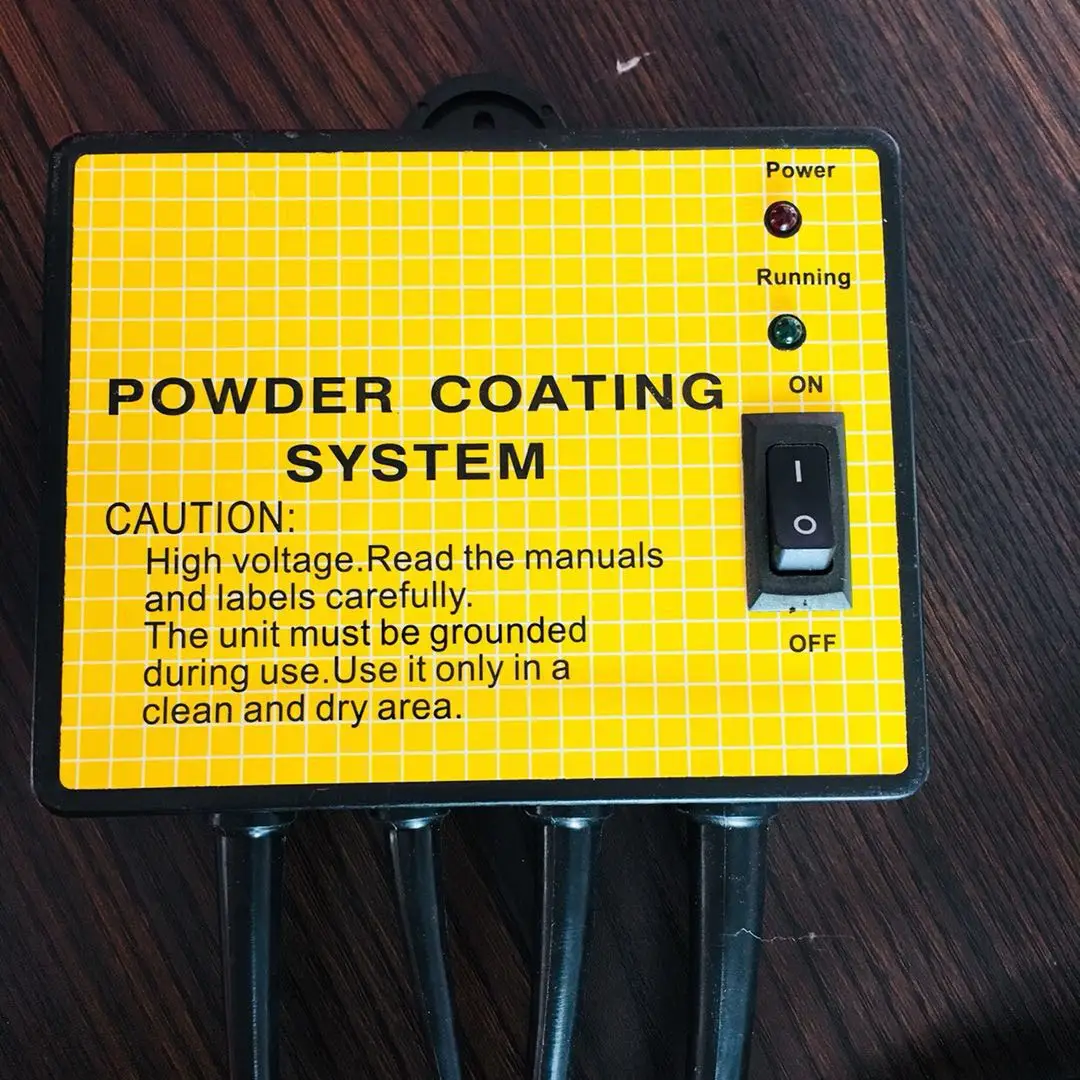 Power
Running
ON
POWDER COATING
SYSTEM
CAUTION:
High voltage.Read the manuals
and labels carefully.
The unit must be grounded
during use.Use it only in a
clean and dry area.
I
O
OFF